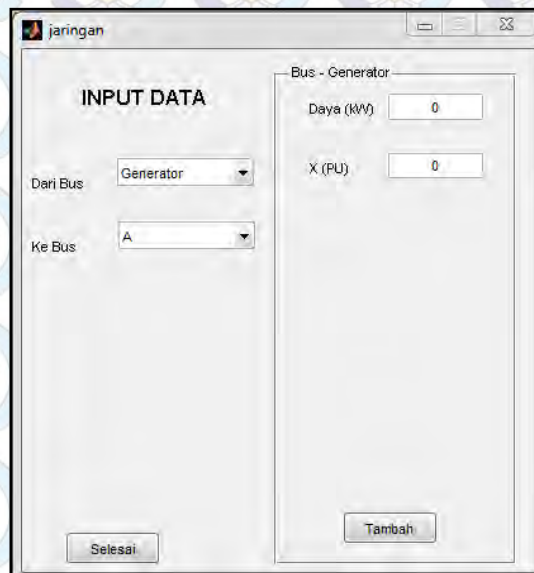 jaringan
INPUT DATA
Dari Bus
Generator
Ke Bus
A
Selesai
Bus - Generator
Daya (kW)
0
X (PU)
0
Tambah